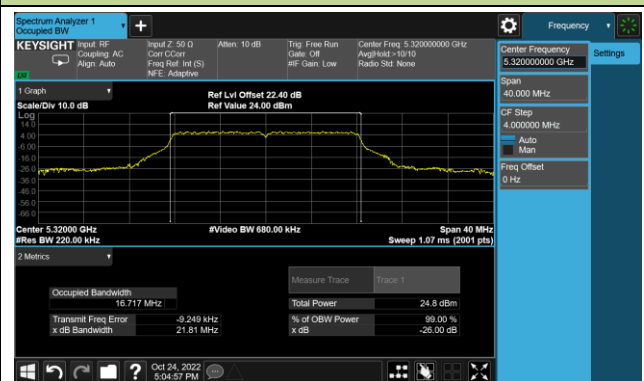 Spectrum Analyzer 1
Occupied BW
Frequency
KEYSIGHT
Input: RF
Coupling: AC
Align: Auto
Input Z: 50 Ω
Corr CCorr
Freq Ref: Int (S)
NFE: Adaptive
Atten: 10 dB
Trig: Free Run
Gate: Off
#IF Gain: Low
Center Freq: 5.320000000 GHz
Avg|Hold:>10/10
Radio Std: None
Center Frequency
5.320000000 GHz
Settings
Span
40.000 MHz
CF Step
4.000000 MHz
Auto
Man
Freq Offset
0 Hz
1 Graph
Scale/Div 10.0 dB
Ref Lvl Offset 22.40 dB
Ref Value 24.00 dBm
Log
14.0
4.00
-6.00
-16.0
-26.0
-36.0
-46.0
-56.0
-66.0
Center 5.32000 GHz
#Res BW 220.00 kHz
#Video BW 680.00 kHz
Span 40 MHz
Sweep 1.07 ms (2001 pts)
2 Metrics
Measure Trace
Trace 1
Occupied Bandwidth
16.717 MHz
Total Power
24.8 dBm
Transmit Freq Error
-9.249 kHz
% of OBW Power
99.00 %
x dB Bandwidth
21.81 MHz
x dB
-26.00 dB
Oct 24, 2022
5:04:57 PM